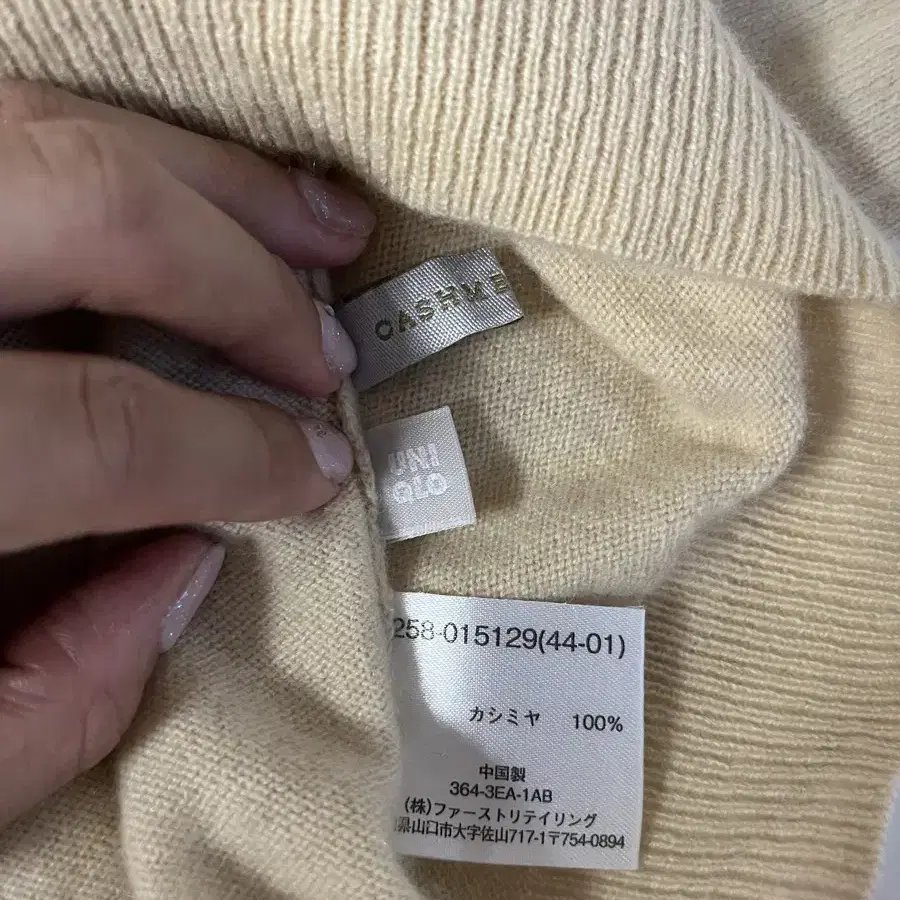 CASHME
UNI
QLO
258-015129(44-01)
カシミヤ 100%
中国製
364-3EA-1AB
(株)ファーストリテイリング
県山口市大字佐山717-1〒754-0894